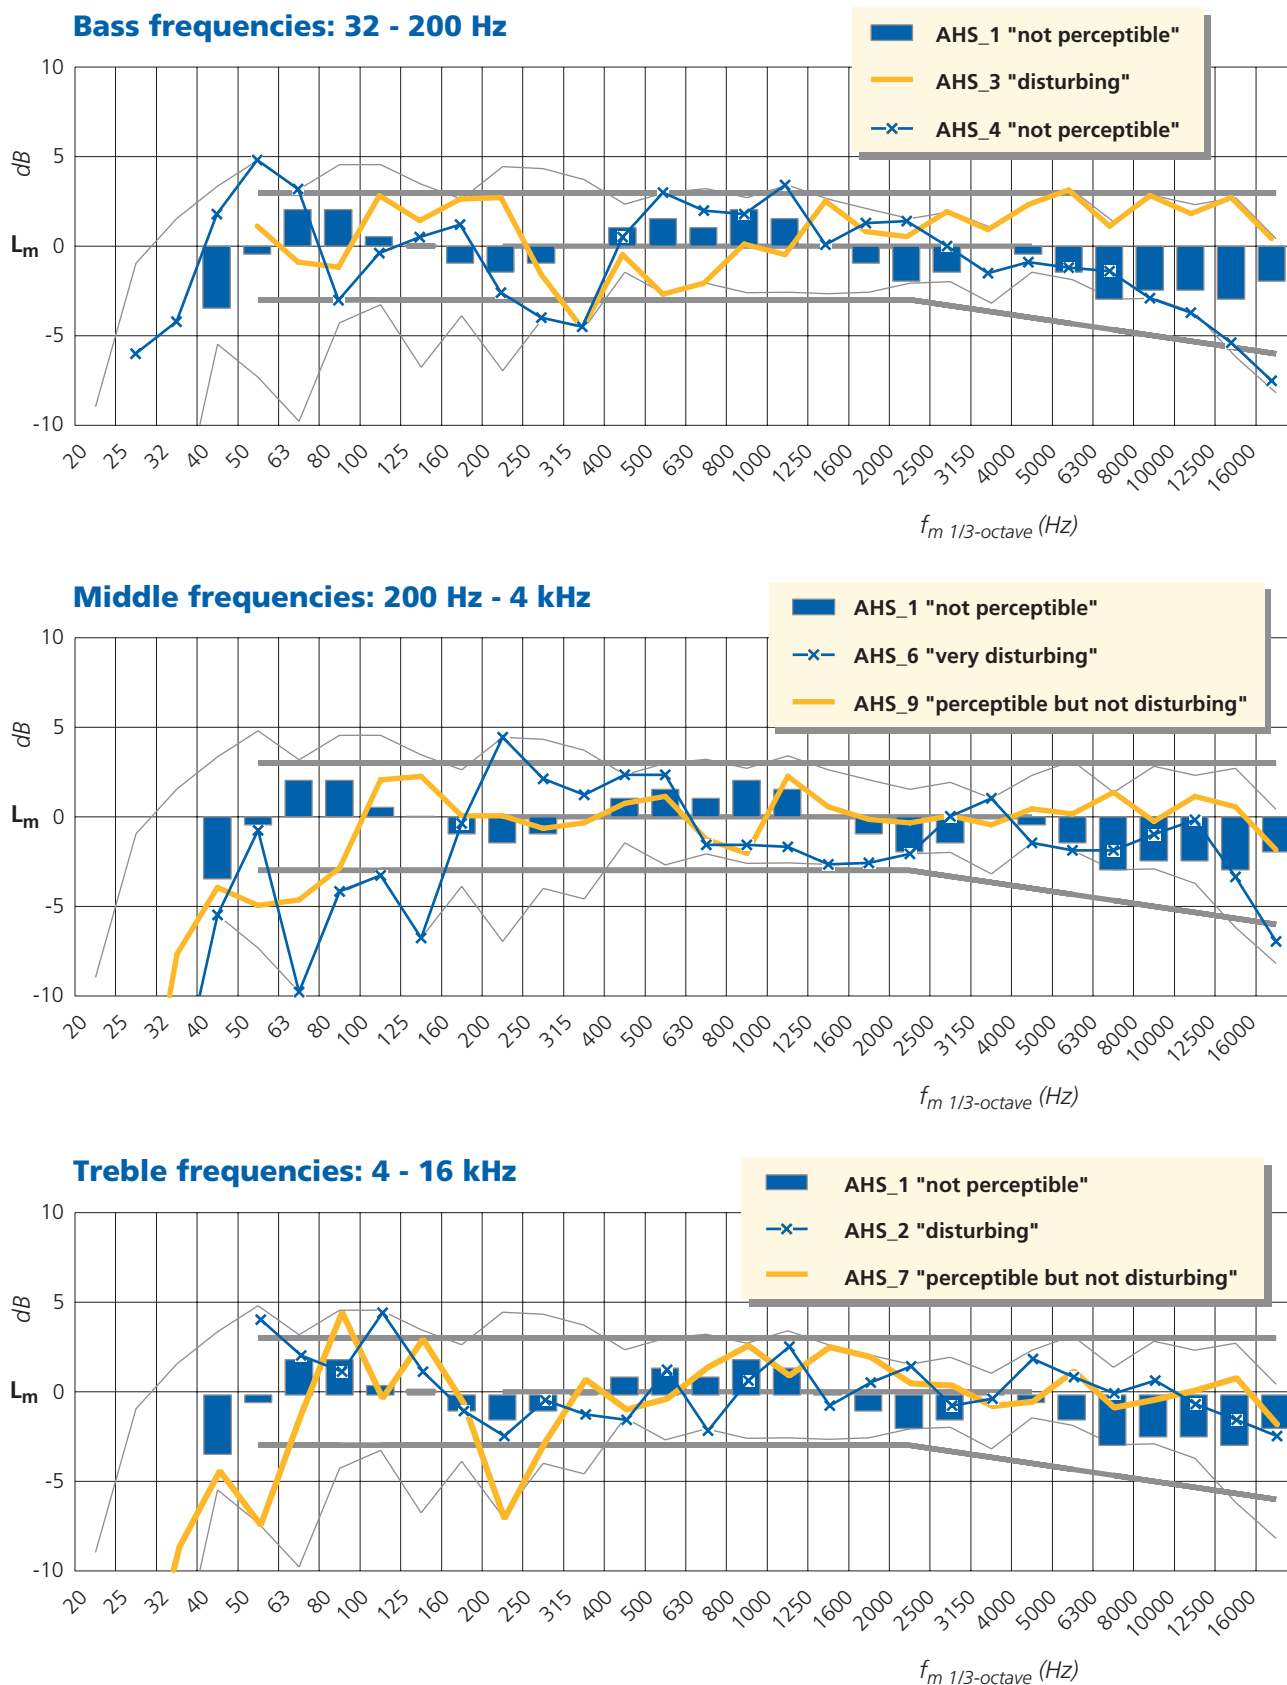 Bass frequencies: 32 - 200 Hz
AHS_1 "not perceptible"
AHS_3 "disturbing"
AHS_4 "not perceptible"
dB
Lm
10
5
0
-5
-10
20 25 32 40 50 63 80 100 125 160 200 250 315 400 500 630 800 1000 1250 1600 2000 2500 3150 4000 5000 6300 8000 10000 12500 16000
fm 1/3-octave (Hz)
Middle frequencies: 200 Hz - 4 kHz
AHS_1 "not perceptible"
AHS_6 "very disturbing"
AHS_9 "perceptible but not disturbing"
dB
Lm
10
5
0
-5
-10
20 25 32 40 50 63 80 100 125 160 200 250 315 400 500 630 800 1000 1250 1600 2000 2500 3150 4000 5000 6300 8000 10000 12500 16000
fm 1/3-octave (Hz)
Treble frequencies: 4 - 16 kHz
AHS_1 "not perceptible"
AHS_2 "disturbing"
AHS_7 "perceptible but not disturbing"
dB
Lm
10
5
0
-5
-10
20 25 32 40 50 63 80 100 125 160 200 250 315 400 500 630 800 1000 1250 1600 2000 2500 3150 4000 5000 6300 8000 10000 12500 16000
fm 1/3-octave (Hz)